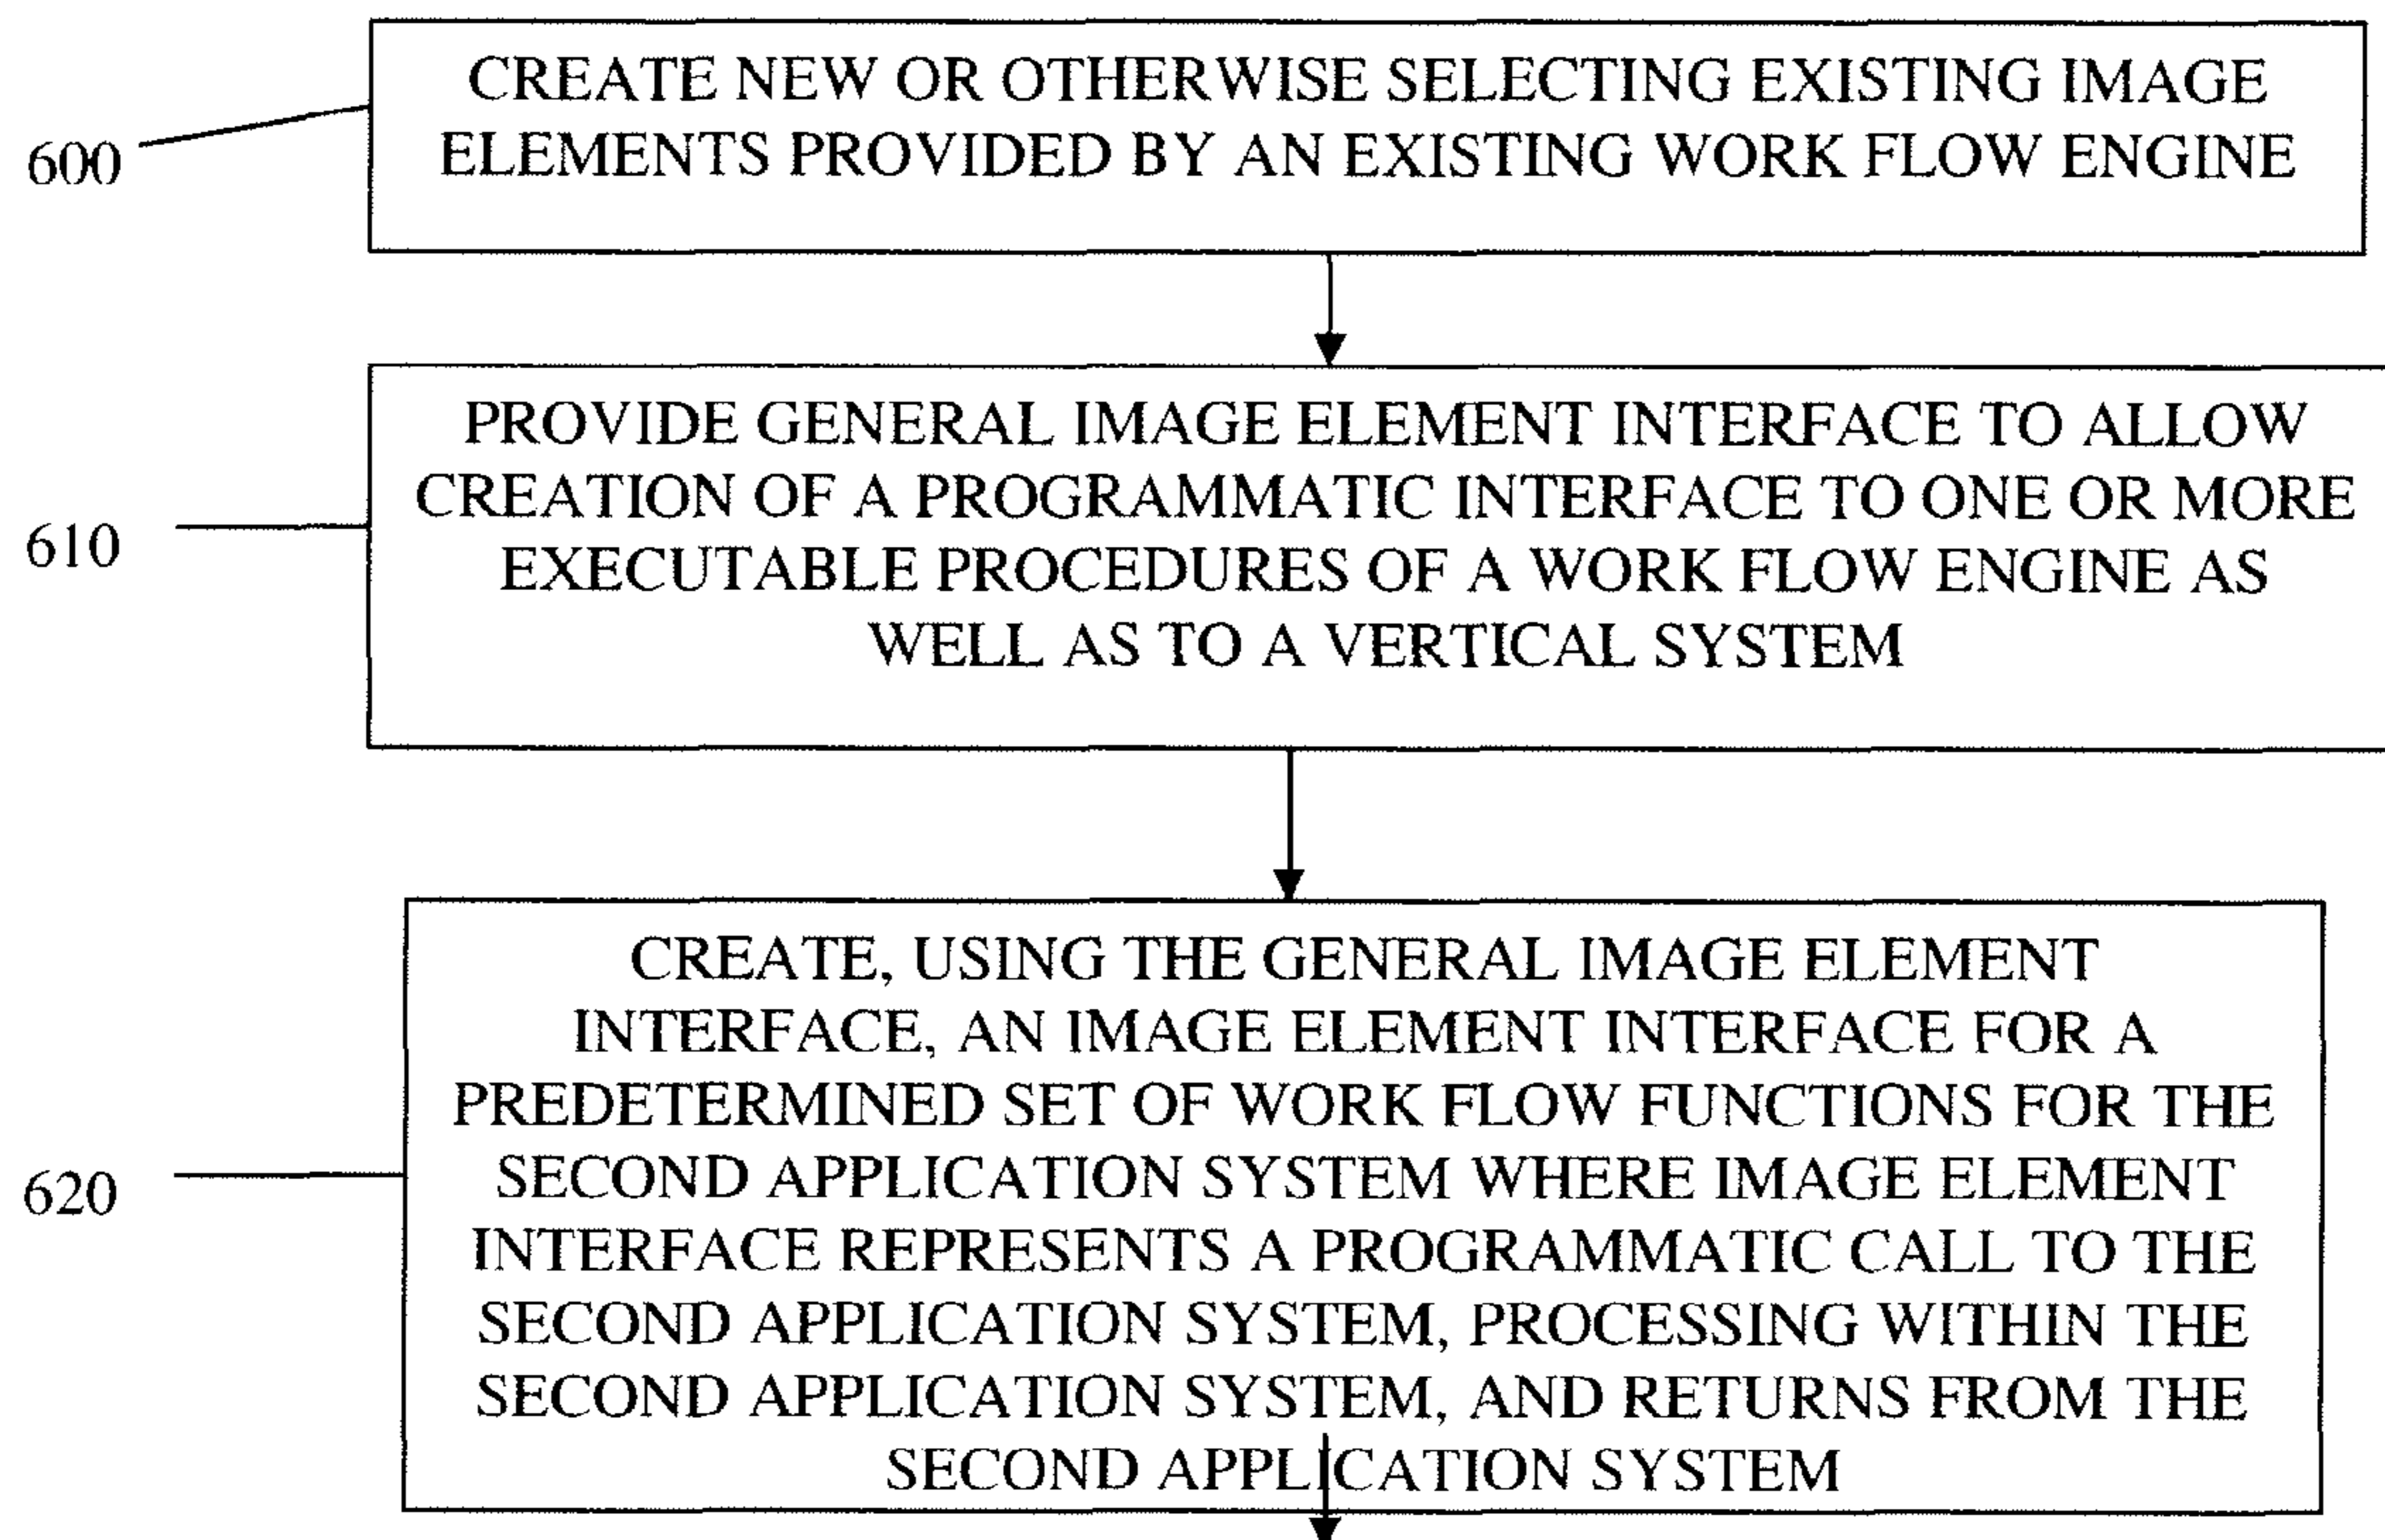 CREATE NEW OR OTHERWISE SELECTING EXISTING IMAGE
ELEMENTS PROVIDED BY AN EXISTING WORK FLOW ENGINE
600
PROVIDE GENERAL IMAGE ELEMENT INTERFACE TO ALLOW
CREATION OF A PROGRAMMATIC INTERFACE TO ONE OR MORE
EXECUTABLE PROCEDURES OF A WORK FLOW ENGINE AS
WELL AS TO A VERTICAL SYSTEM
610
CREATE, USING THE GENERAL IMAGE ELEMENT
INTERFACE, AN IMAGE ELEMENT INTERFACE FOR A
PREDETERMINED SET OF WORK FLOW FUNCTIONS FOR THE
SECOND APPLICATION SYSTEM WHERE IMAGE ELEMENT
INTERFACE REPRESENTS A PROGRAMMATIC CALL TO THE
SECOND APPLICATION SYSTEM, PROCESSING WITHIN THE
SECOND APPLICATION SYSTEM, AND RETURNS FROM THE
SECOND APPLICATION SYSTEM
620